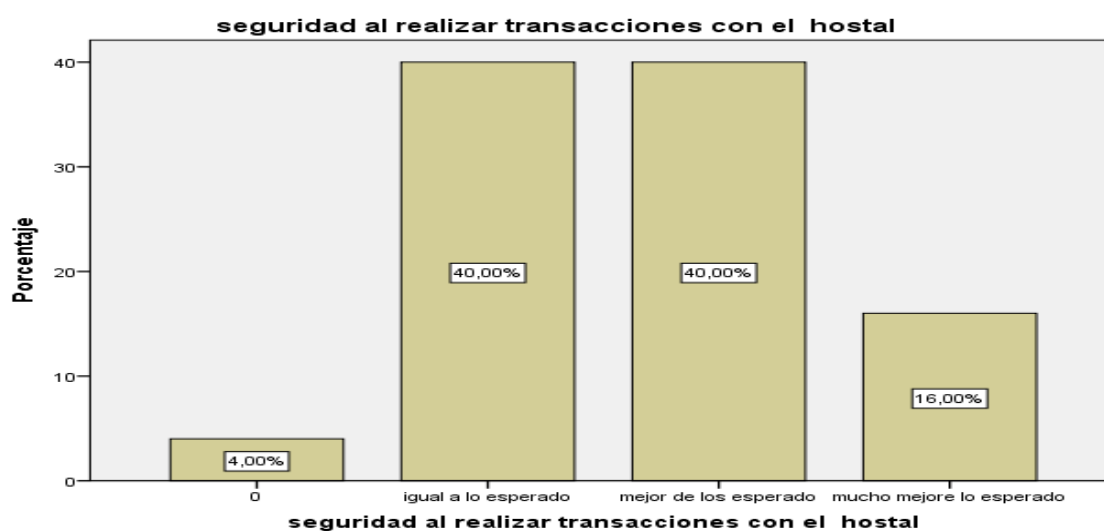 seguridad al realizar transacciones con el hostal
Porcentaje
40
30
20
10
0
4,00%
40,00%
40,00%
16,00%
0
igual a lo esperado
mejor de los esperado
mucho mejore lo esperado
seguridad al realizar transacciones con el hostal